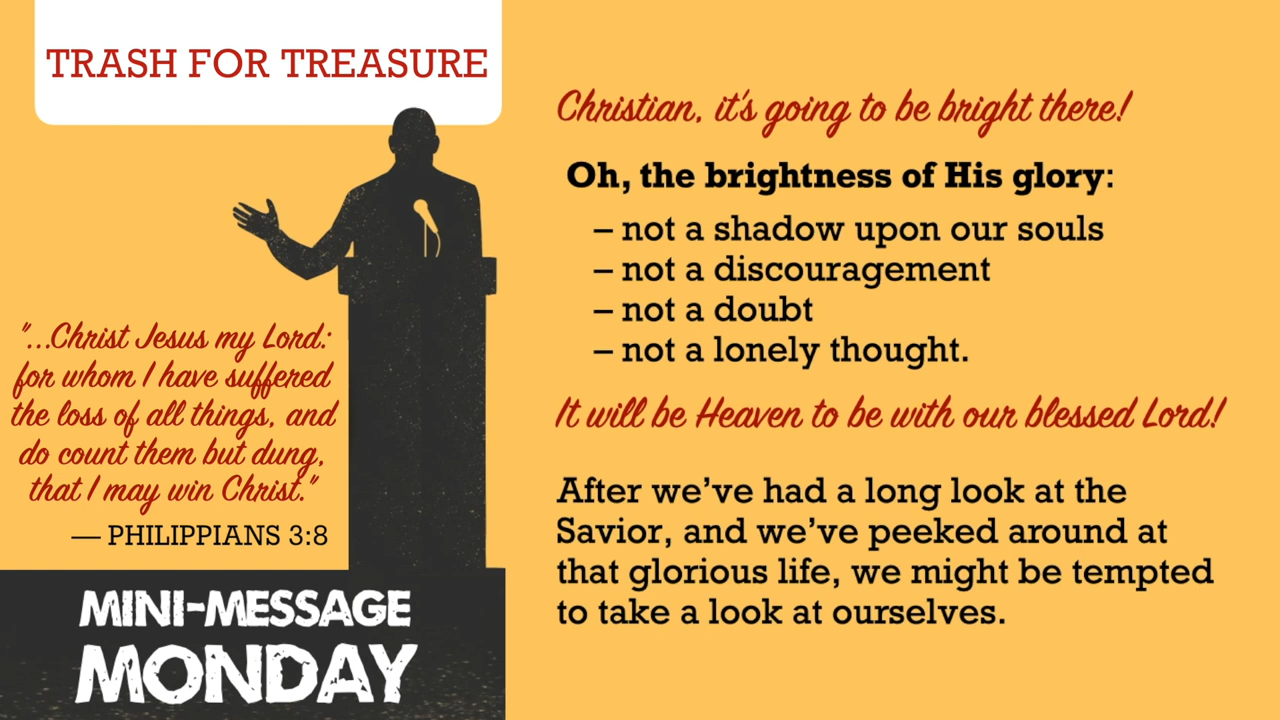 TRASH FOR TREASURE
"...Christ Jesus my Lord:
for whom I have suffered
the loss of all things, and
do count them but dung,
that I may win Christ."
— PHILIPPIANS 3:8
MINI-MESSAGE
MONDAY
Christian, it's going to be bright there!
Oh, the brightness of His glory:
– not a shadow upon our souls
– not a discouragement
– not a doubt
– not a lonely thought.
It will be Heaven to be with our blessed Lord!
After we’ve had a long look at the
Savior, and we’ve peeked around at
that glorious life, we might be tempted
to take a look at ourselves.